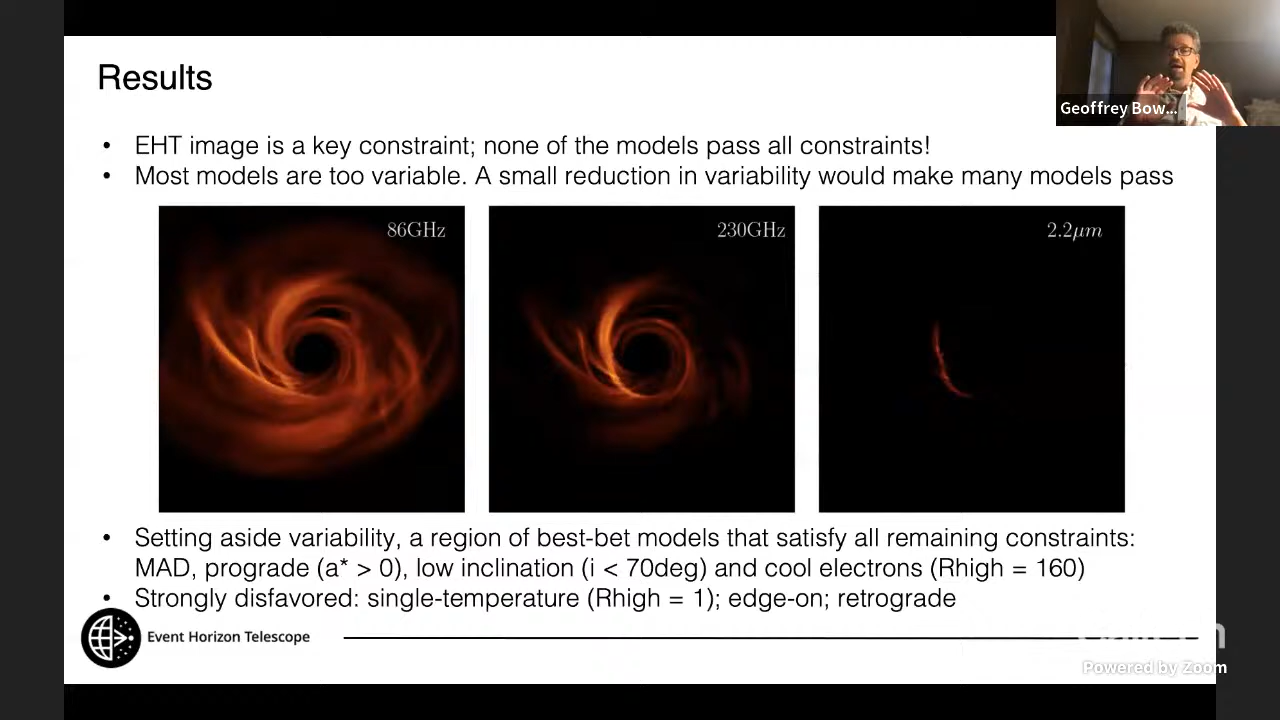 Results
Geoffrey Bow...
• EHT image is a key constraint; none of the models pass all constraints!
• Most models are too variable. A small reduction in variability would make many models pass
86GHz
230GHz
2.2μm
• Setting aside variability, a region of best-bet models that satisfy all remaining constraints:
MAD, prograde (a* > 0), low inclination (i < 70deg) and cool electrons (Rhigh = 160)
• Strongly disfavored: single-temperature (Rhigh = 1); edge-on; retrograde
Event Horizon Telescope
Powered by Zoom